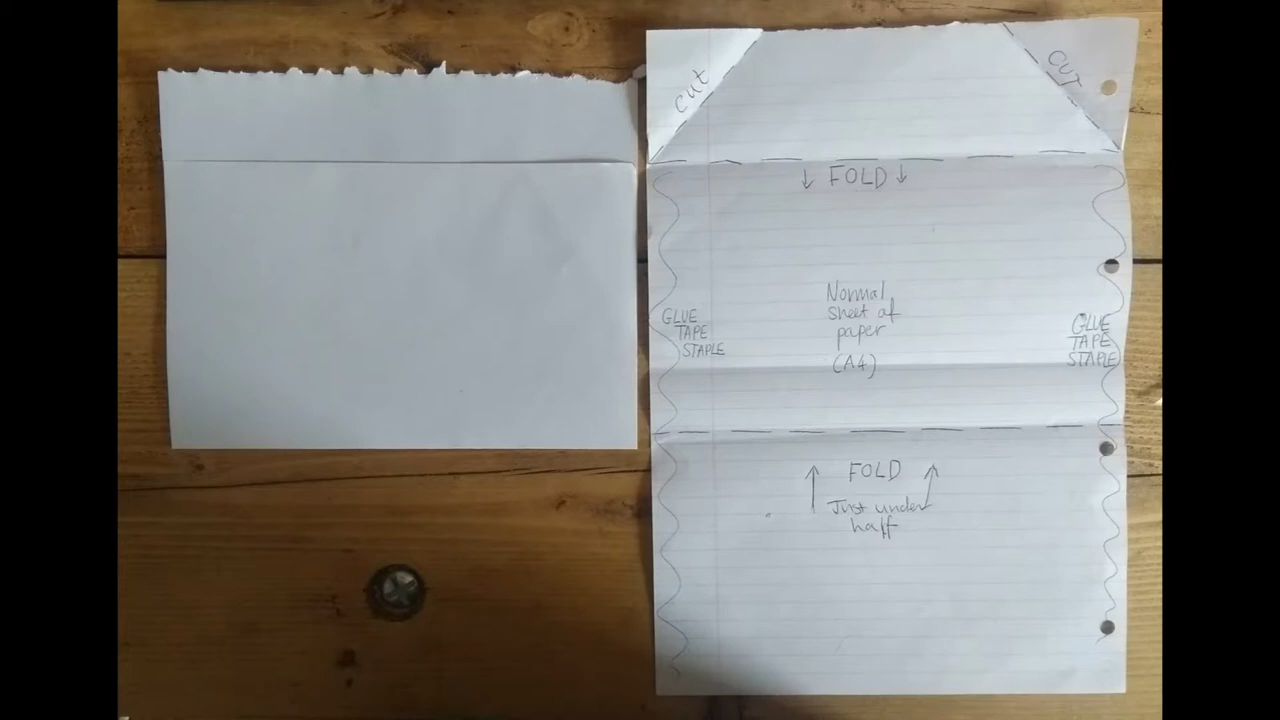 CUT
CUT
↓ FOLD ↓
Normal
sheet of
paper
(A4)
GLUE
TAPE
STAPLE
GLUE
TAPE
STAPLE
FOLD
Just under
half